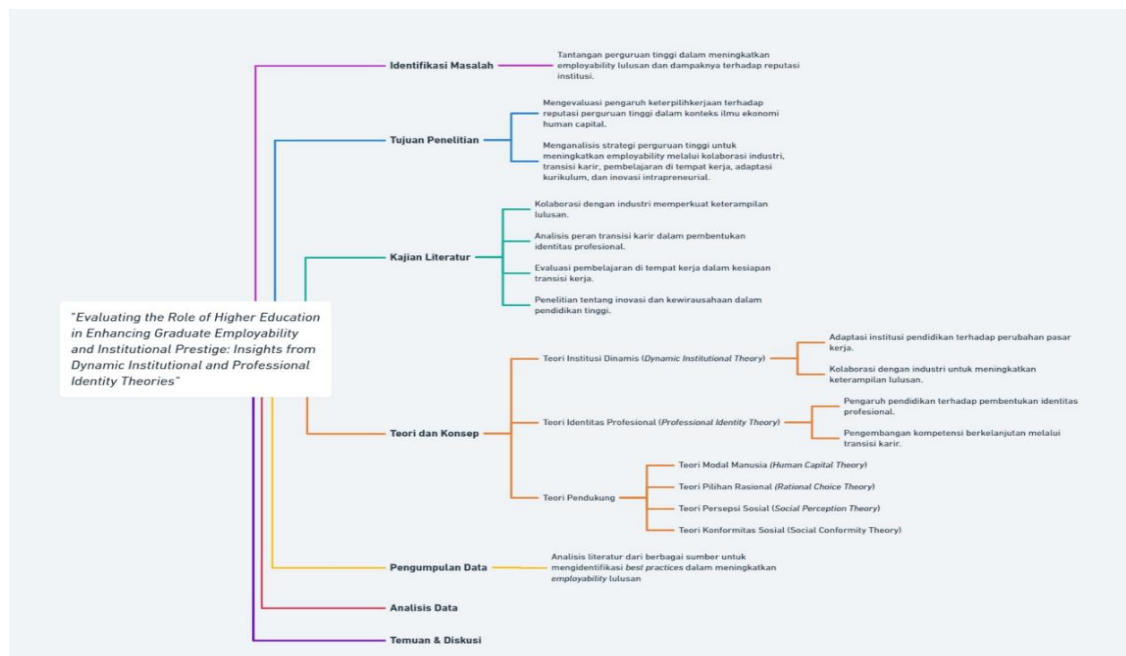 "Evaluating the Role of Higher Education
in Enhancing Graduate Employability
and Institutional Prestige: Insights from
Dynamic Institutional and Professional
Identity Theories"
Identifikasi Masalah
Tantangan perguruan tinggi dalam meningkatkan
employability lulusan dan dampaknya terhadap reputasi
institusi.
Tujuan Penelitian
Mengevaluasi pengaruh keterpilihkerjaan terhadap
reputasi perguruan tinggi dalam konteks ilmu ekonomi
human capital.
Menganalisis strategi perguruan tinggi untuk
meningkatkan employability melalui kolaborasi industri,
transisi karir, pembelajaran di tempat kerja, adaptasi
kurikulum, dan inovasi intrapreneurial.
Kajian Literatur
Kolaborasi dengan industri memperkuat keterampilan
lulusan.
Analisis peran transisi karir dalam pembentukan
identitas profesional.
Evaluasi pembelajaran di tempat kerja dalam kesiapan
transisi kerja.
Penelitian tentang inovasi dan kewirausahaan dalam
pendidikan tinggi.
Teori dan Konsep
Teori Institusi Dinamis (Dynamic Institutional Theory)
Adaptasi institusi pendidikan terhadap perubahan pasar
kerja.
Kolaborasi dengan industri untuk meningkatkan
keterampilan lulusan.
Teori Identitas Profesional (Professional Identity Theory)
Pengaruh pendidikan terhadap pembentukan identitas
profesional.
Pengembangan kompetensi berkelanjutan melalui
transisi karir.
Teori Pendukung
Teori Modal Manusia (Human Capital Theory)
Teori Pilihan Rasional (Rational Choice Theory)
Teori Persepsi Sosial (Social Perception Theory)
Teori Konformitas Sosial (Social Conformity Theory)
Pengumpulan Data
Analisis literatur dari berbagai sumber untuk
mengidentifikasi best practices dalam meningkatkan
employability lulusan
Analisis Data
Temuan & Diskusi